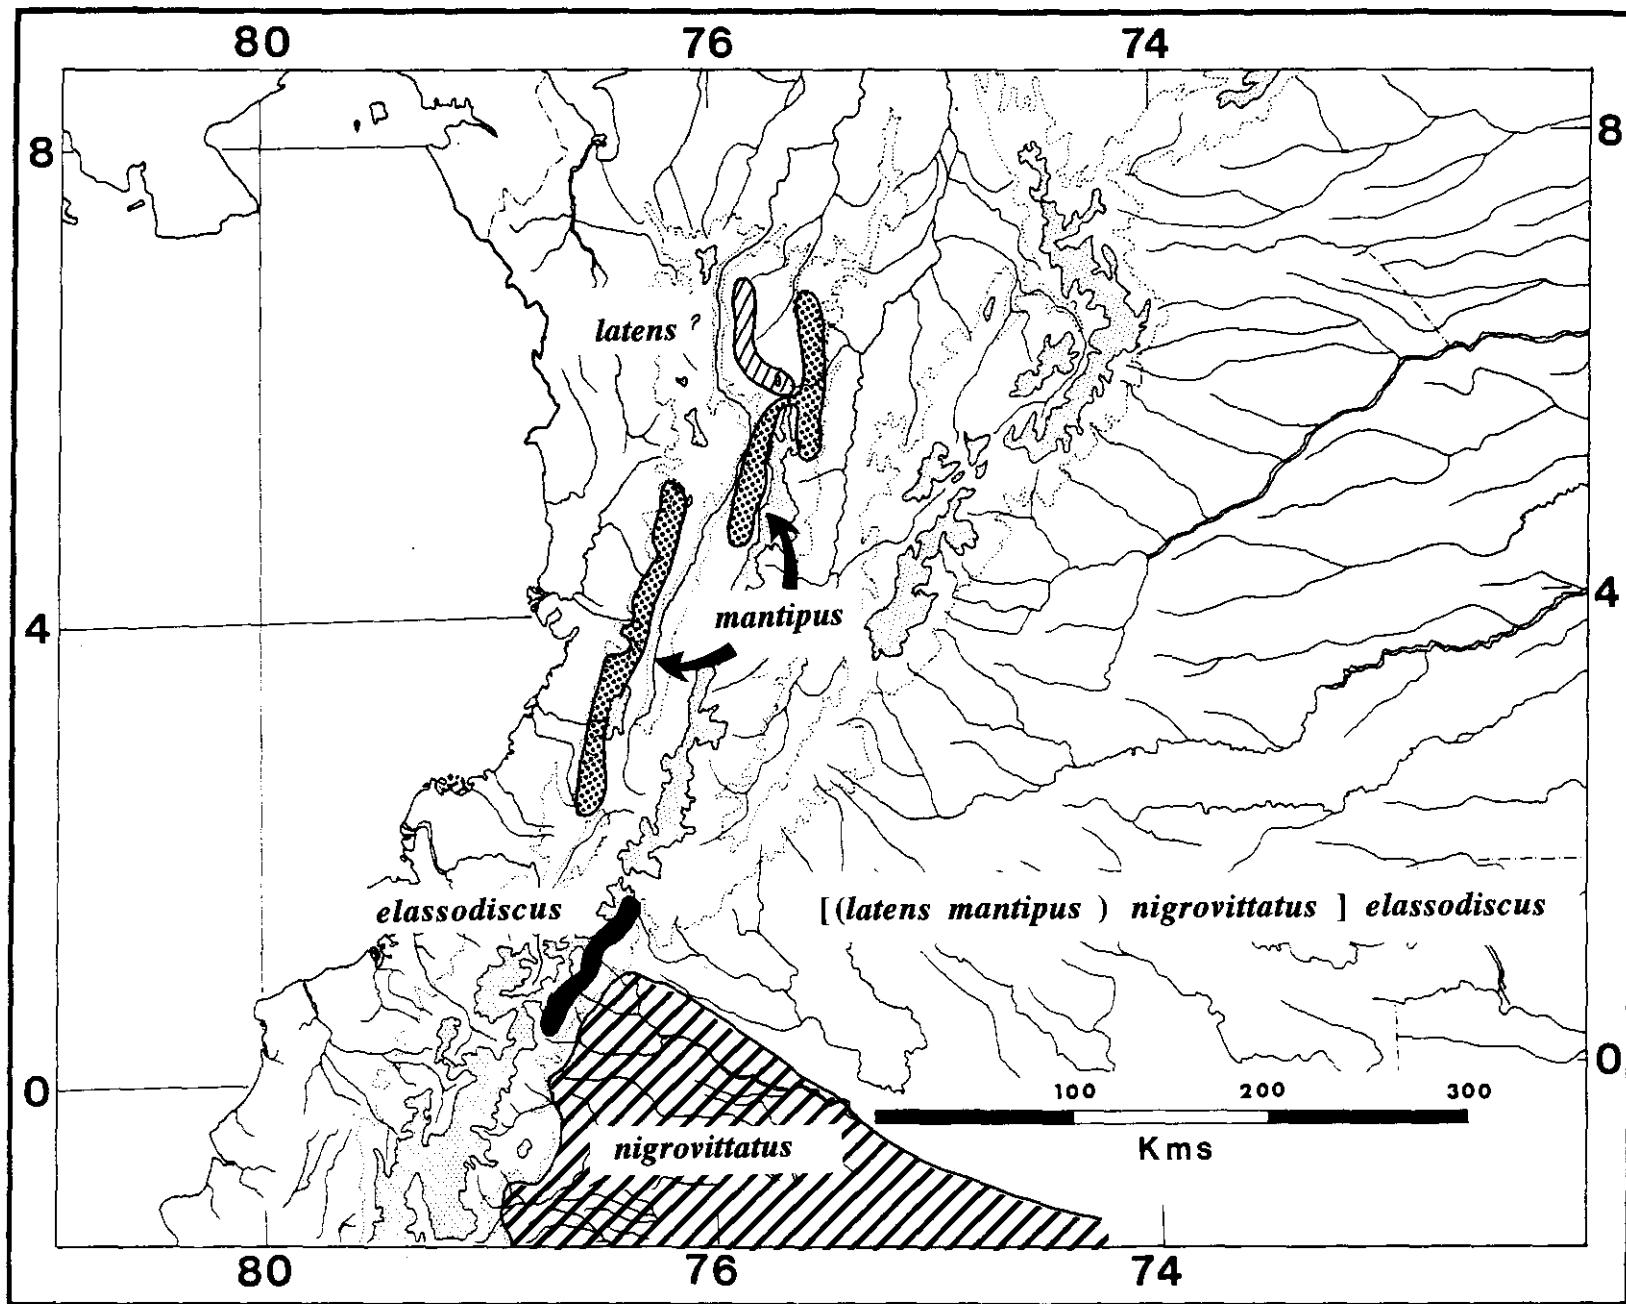 80 76 74
8 8
latens ?
4 4
mantipus
elassodiscus [(latens mantipus ) nigrovittatus ] elassodiscus
0 0
100 200 300
Kms
nigrovittatus
80 76 74